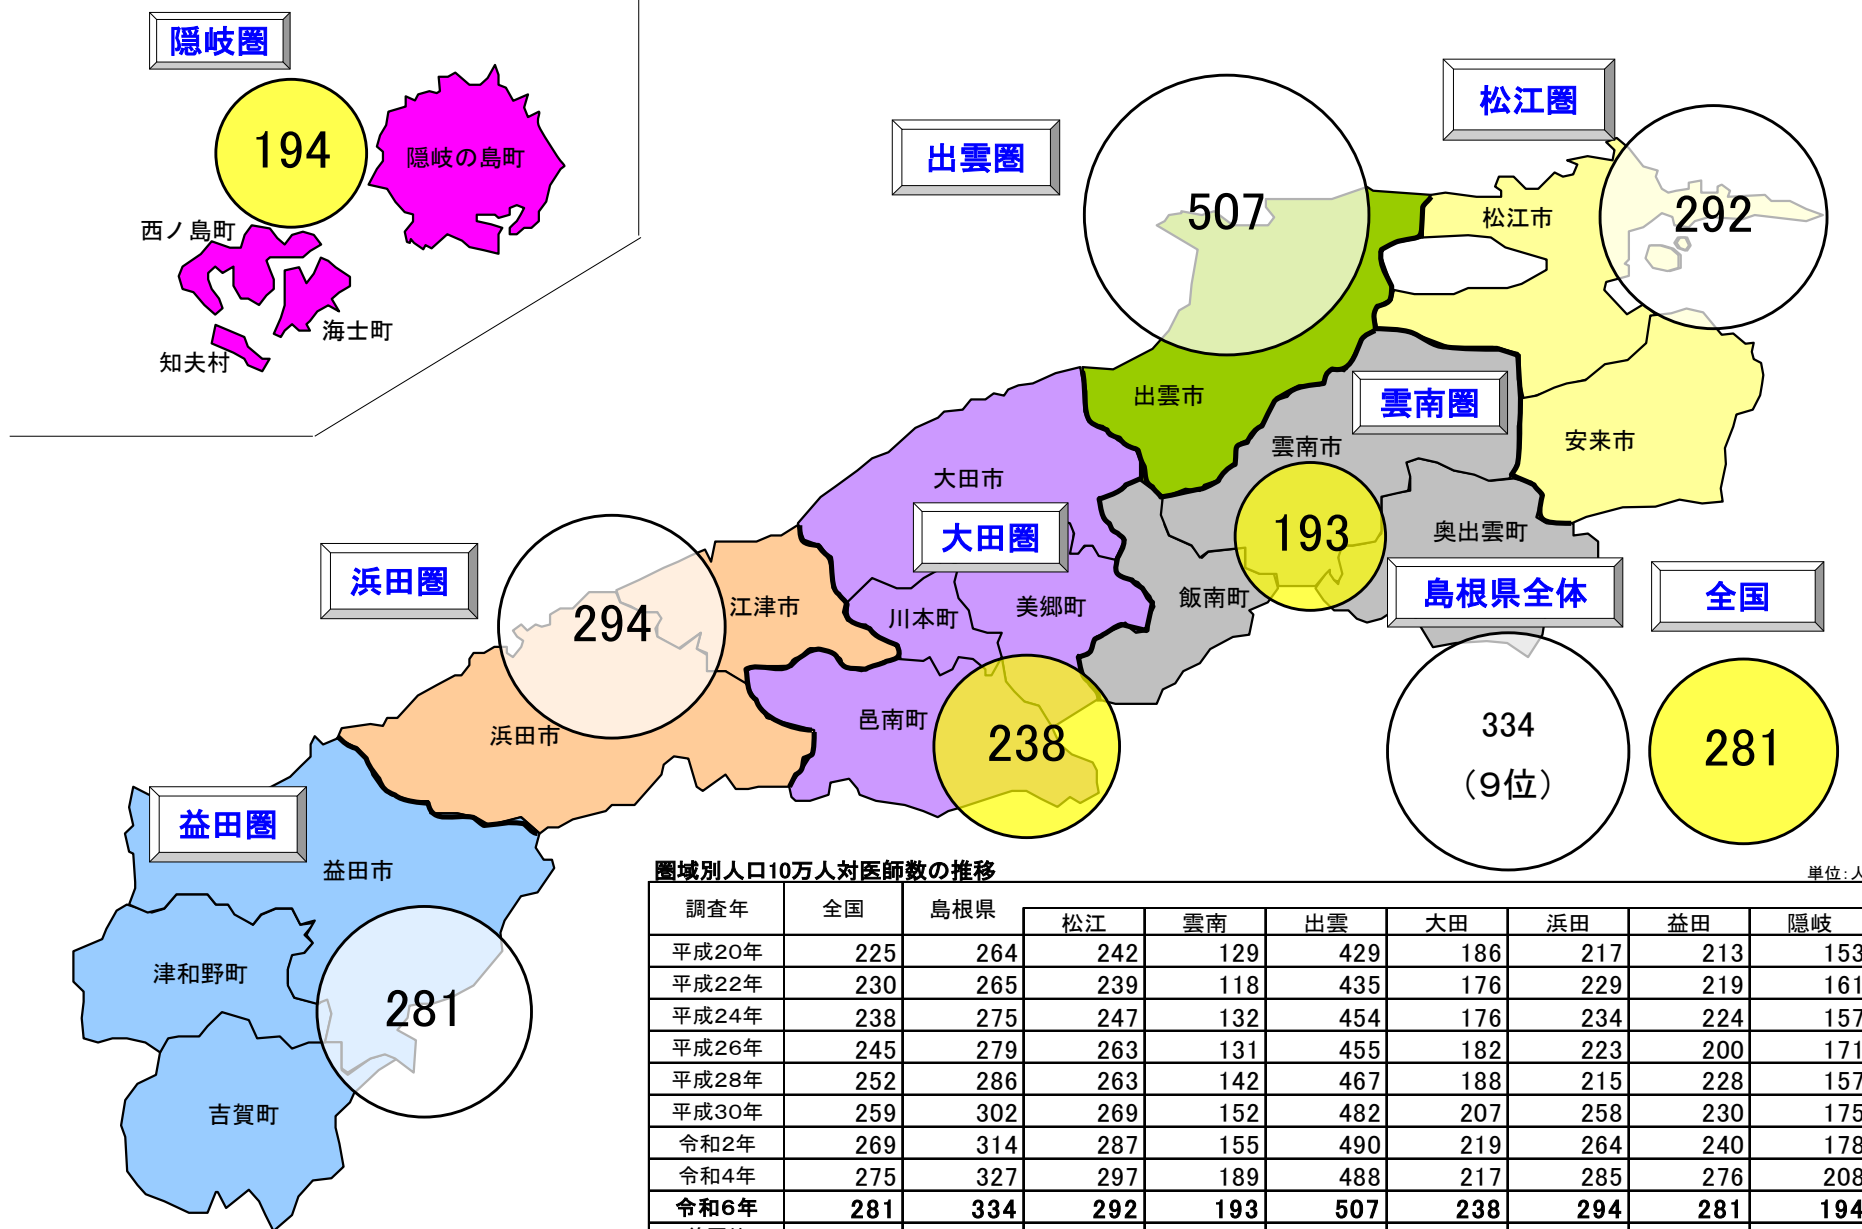 隠岐圏
194
隠岐の島町
西ノ島町
海士町
知夫村
出雲圏
507
松江圏
292
松江市
出雲市
雲南圏
雲南市
安来市
193
奥出雲町
飯南町
大田市
大田圏
川本町
美郷町
邑南町
238
浜田圏
294
江津市
浜田市
島根県全体
334
(9位)
全国
281
益田圏
益田市
津和野町
281
吉賀町
圏域別人口10万人対医師数の推移
単位:人
調査年 全国 島根県 松江 雲南 出雲 大田 浜田 益田 隠岐
平成20年 225 264 242 129 429 186 217 213 153
平成22年 230 265 239 118 435 176 229 219 161
平成24年 238 275 247 132 454 176 234 224 157
平成26年 245 279 263 131 455 182 223 200 171
平成28年 252 286 263 142 467 188 215 228 157
平成30年 259 302 269 152 482 207 258 230 175
令和2年 269 314 287 155 490 219 264 240 178
令和4年 275 327 297 189 488 217 285 276 208
令和6年 281 334 292 193 507 238 294 281 194